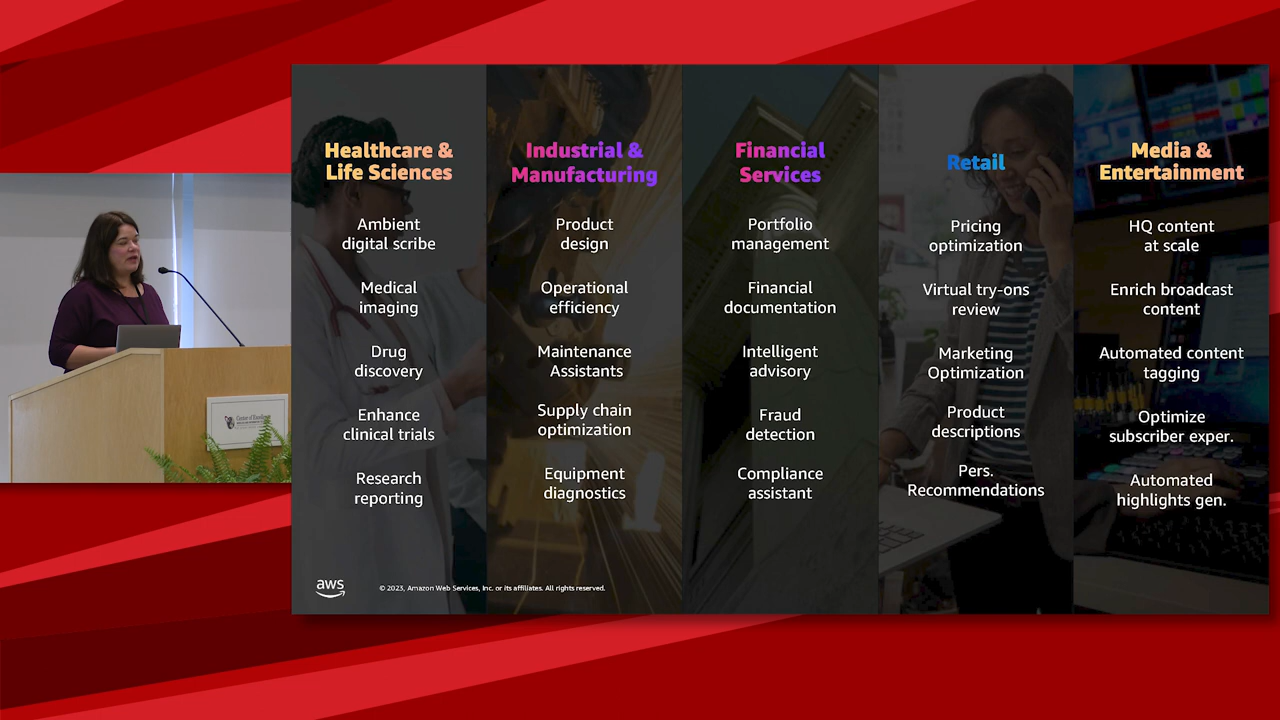 Healthcare &
Life Sciences
Ambient
digital scribe
Medical
imaging
Drug
discovery
Enhance
clinical trials
Research
reporting
Industrial &
Manufacturing
Product
design
Operational
efficiency
Maintenance
Assistants
Supply chain
optimization
Equipment
diagnostics
Financial
Services
Portfolio
management
Financial
documentation
Intelligent
advisory
Fraud
detection
Compliance
assistant
Retail
Pricing
optimization
Virtual try-ons
review
Marketing
Optimization
Product
descriptions
Pers.
Recommendations
Media &
Entertainment
HQ content
at scale
Enrich broadcast
content
Automated content
tagging
Optimize
subscriber exper.
Automated
highlights gen.
aws
© 2023, Amazon Web Services, Inc. or its affiliates. All rights reserved.